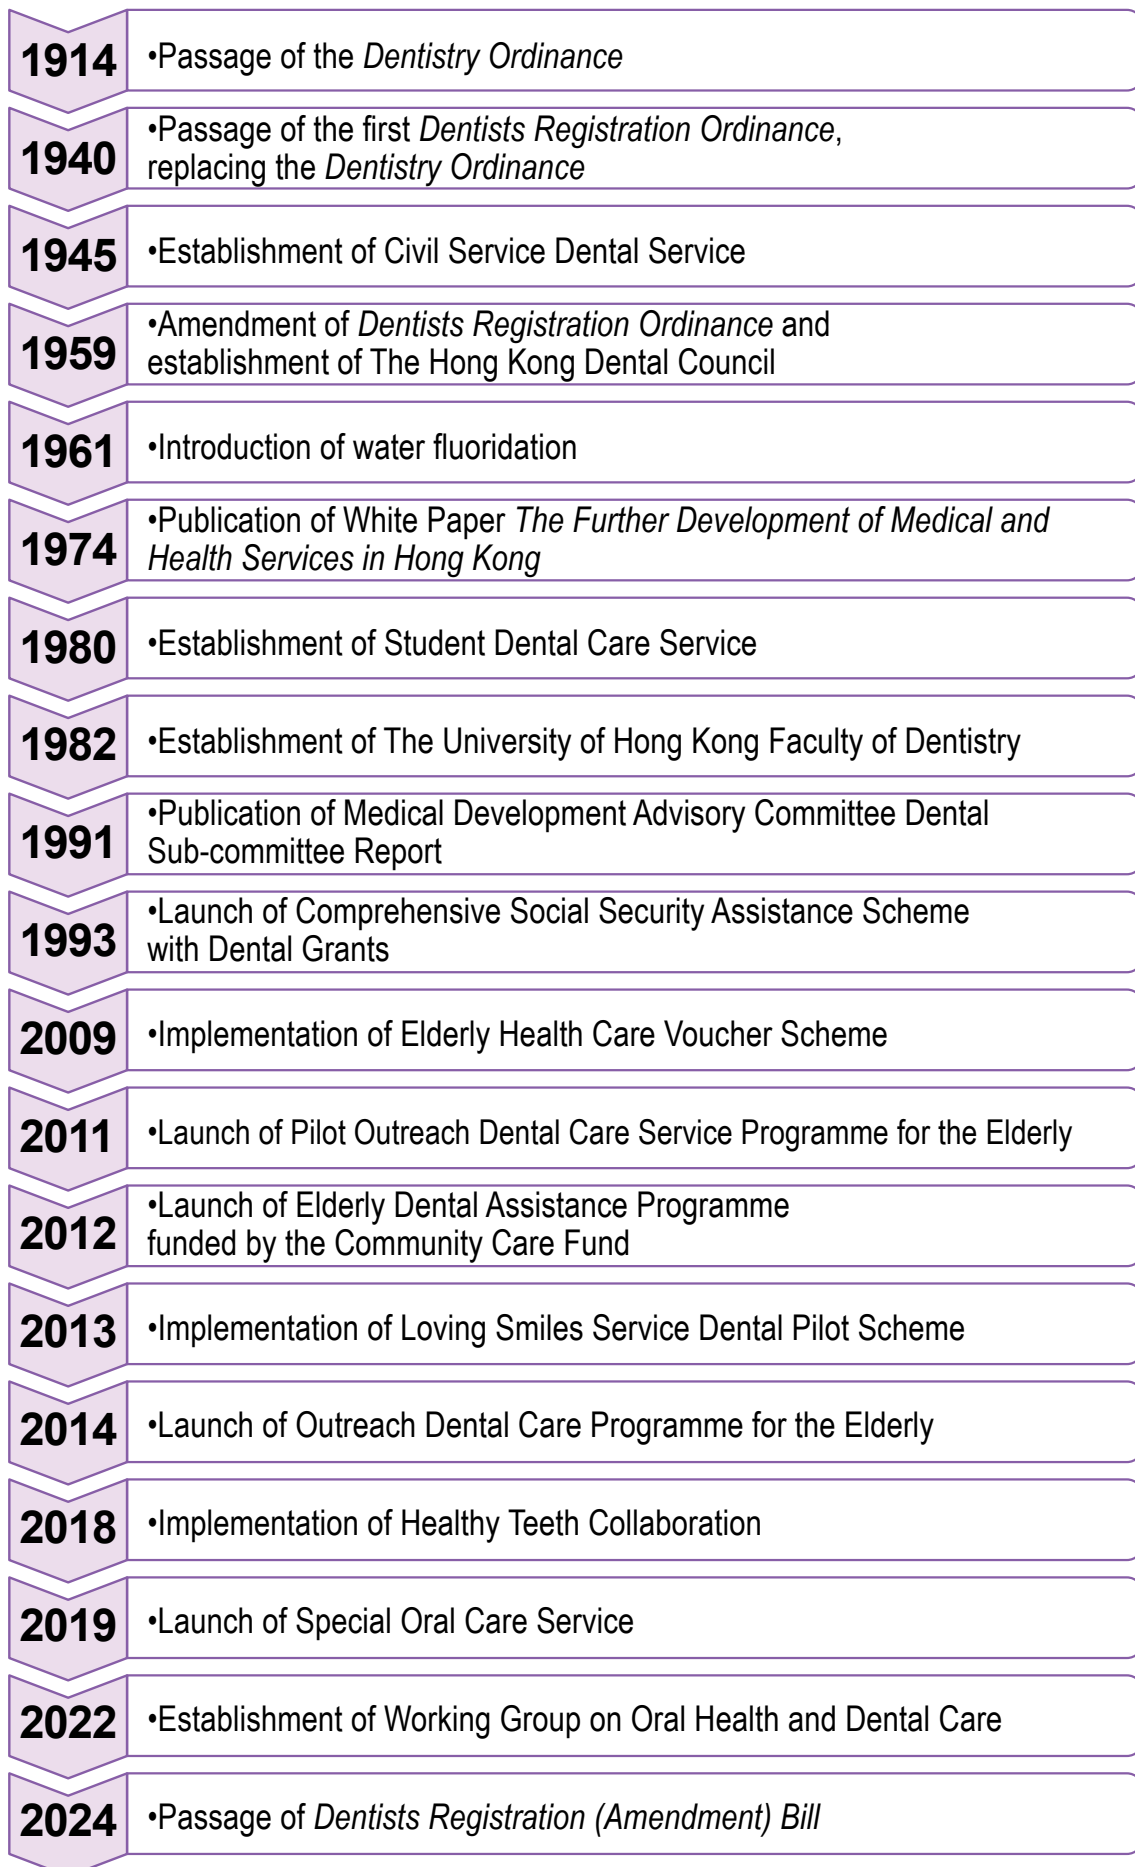 1914
•Passage of the Dentistry Ordinance
1940
•Passage of the first Dentists Registration Ordinance,
replacing the Dentistry Ordinance
1945
•Establishment of Civil Service Dental Service
1959
•Amendment of Dentists Registration Ordinance and
establishment of The Hong Kong Dental Council
1961
•Introduction of water fluoridation
1974
•Publication of White Paper The Further Development of Medical and
Health Services in Hong Kong
1980
•Establishment of Student Dental Care Service
1982
•Establishment of The University of Hong Kong Faculty of Dentistry
1991
•Publication of Medical Development Advisory Committee Dental
Sub-committee Report
1993
•Launch of Comprehensive Social Security Assistance Scheme
with Dental Grants
2009
•Implementation of Elderly Health Care Voucher Scheme
2011
•Launch of Pilot Outreach Dental Care Service Programme for the Elderly
2012
•Launch of Elderly Dental Assistance Programme
funded by the Community Care Fund
2013
•Implementation of Loving Smiles Service Dental Pilot Scheme
2014
•Launch of Outreach Dental Care Programme for the Elderly
2018
•Implementation of Healthy Teeth Collaboration
2019
•Launch of Special Oral Care Service
2022
•Establishment of Working Group on Oral Health and Dental Care
2024
•Passage of Dentists Registration (Amendment) Bill